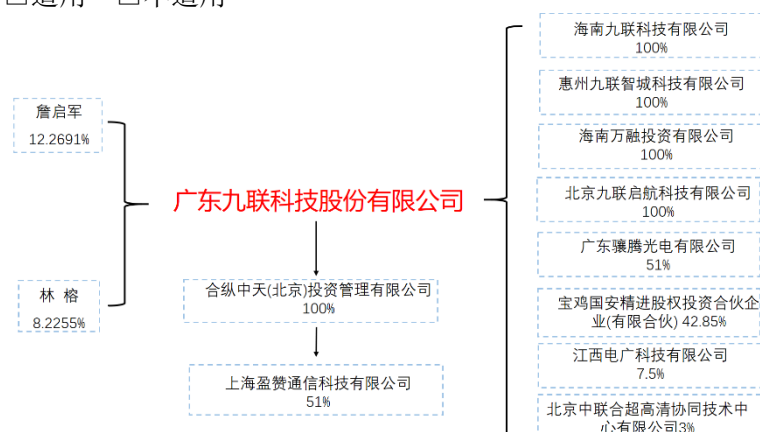 詹启军
12.2691%
林 榕
8.2255%
广东九联科技股份有限公司
合纵中天(北京)投资管理有限公司
100%
上海盈赞通信科技有限公司
51%
海南九联科技有限公司
100%
惠州九联智城科技有限公司
100%
海南万融投资有限公司
100%
北京九联启航科技有限公司
100%
广东骧腾光电有限公司
51%
宝鸡国安精进股权投资合伙企
业(有限合伙) 42.85%
江西电广科技有限公司
7.5%
北京中联合超高清协同技术中
心有限公司3%